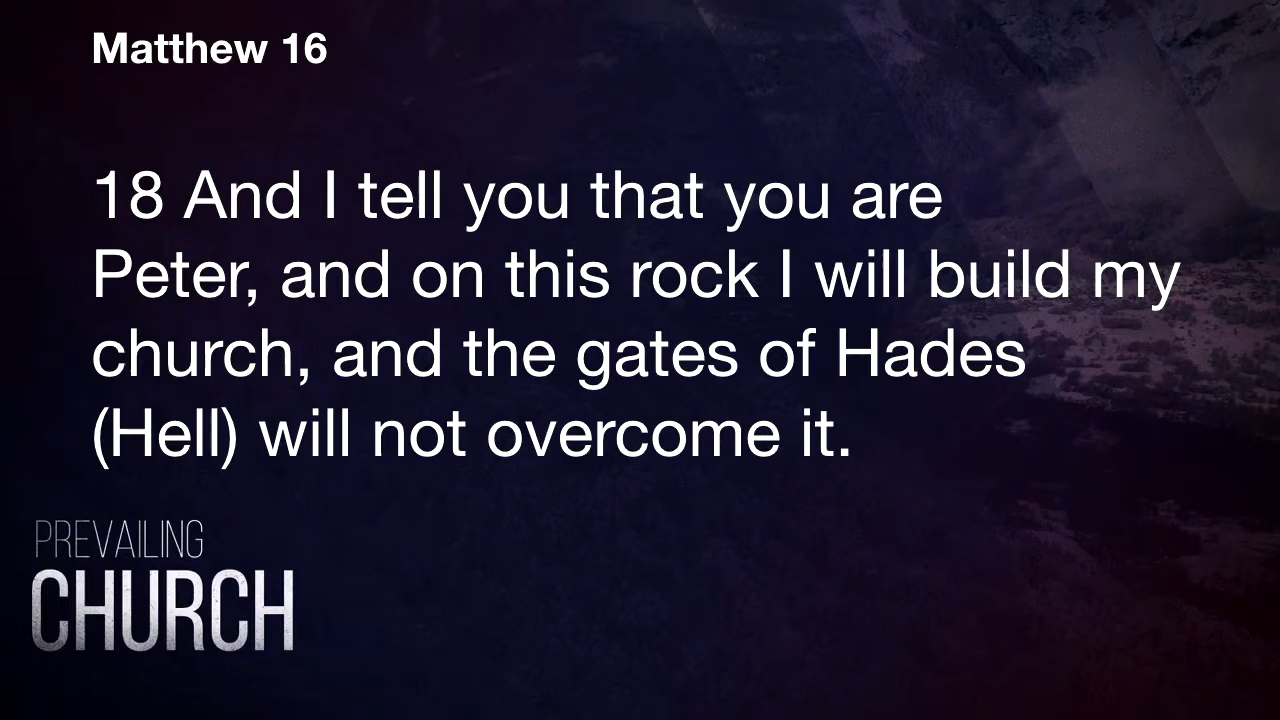 Matthew 16
18 And I tell you that you are
Peter, and on this rock I will build my
church, and the gates of Hades
(Hell) will not overcome it.
PREVAILING
CHURCH